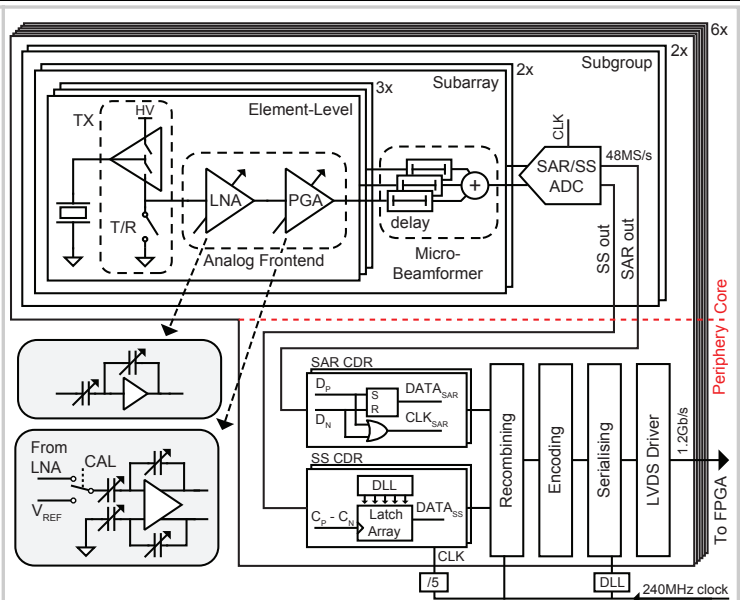 6x
2x
Subgroup
2x
Subarray
3x
Element-Level
TX
HV
T/R
LNA
PGA
Analog Frontend
delay
+
Micro-
Beamformer
CLK
SAR/SS
ADC
48MS/s
SS out
SAR out
Core
Periphery
From
LNA
CAL
V_REF
SAR CDR
D_P
D_N
S
R
DATA_SAR
CLK_SAR
SS CDR
DLL
C_P - C_N
Latch
Array
DATA_SS
CLK
Recombining
Encoding
Serialising
LVDS Driver
1.2Gb/s
To FPGA
/5
DLL
240MHz clock